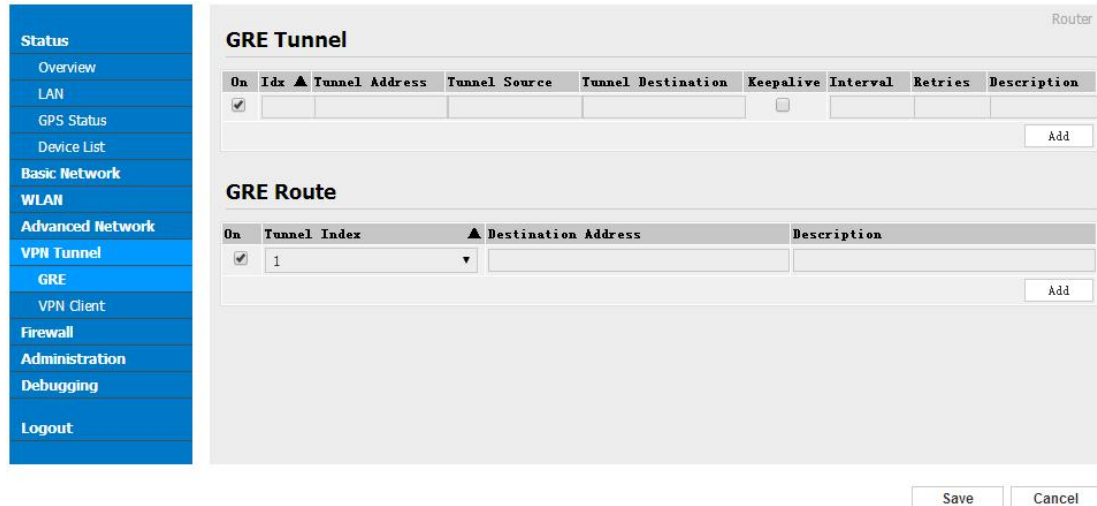 Router
Status
Overview
LAN
GPS Status
Device List
Basic Network
WLAN
Advanced Network
VPN Tunnel
GRE
VPN Client
Firewall
Administration
Debugging
Logout
GRE Tunnel
On Idx ▲ Tunnel Address Tunnel Source Tunnel Destination Keepalive Interval Retries Description
Add
GRE Route
On Tunnel Index ▲ Destination Address Description
1
Add
Save Cancel